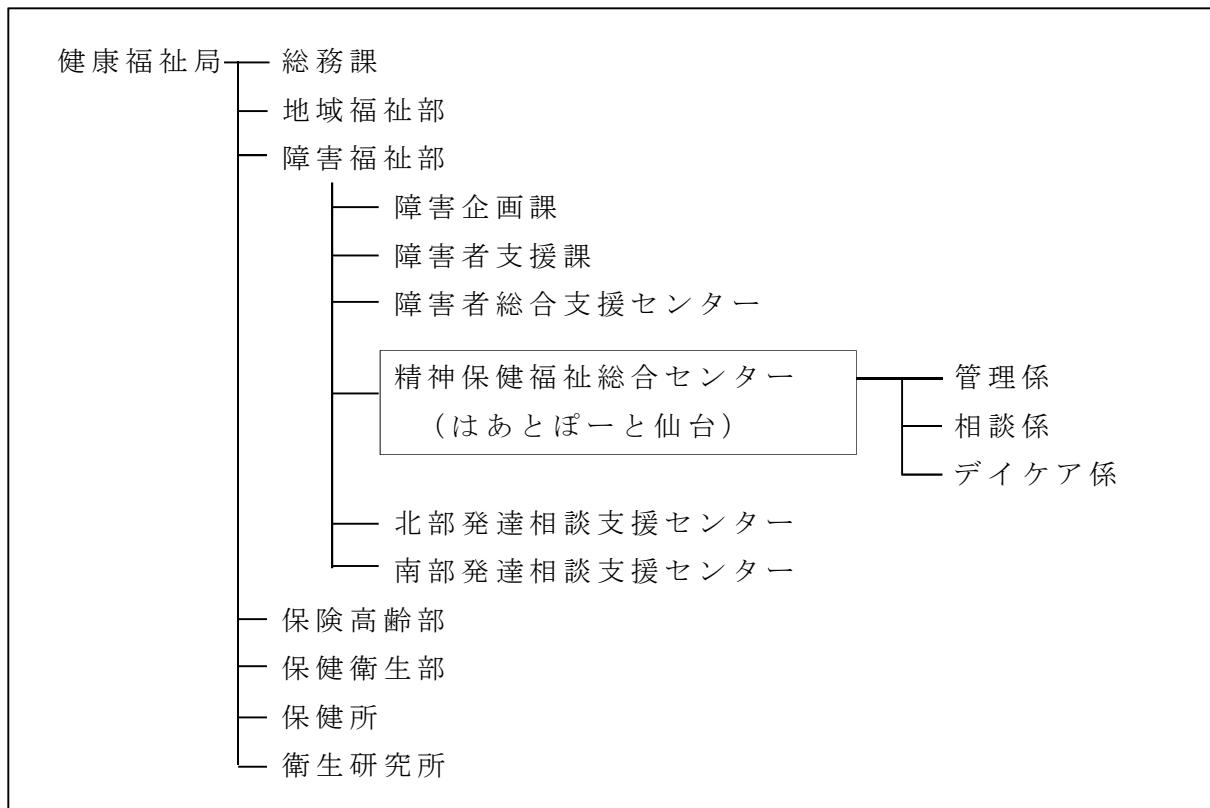 健康福祉局 総務課
地域福祉部
障害福祉部
障害企画課
障害者支援課
障害者総合支援センター
精神保健福祉総合センター 管理係
(はあとぽーと仙台) 相談係
デイケア係
北部発達相談支援センター
南部発達相談支援センター
保険高齢部
保健衛生部
保健所
衛生研究所